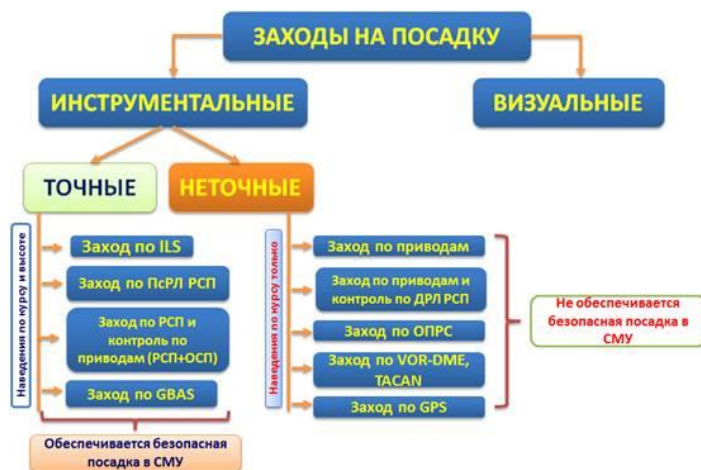 ЗАХОДЫ НА ПОСАДКУ
ИНСТРУМЕНТАЛЬНЫЕ
ВИЗУАЛЬНЫЕ
ТОЧНЫЕ
НЕТОЧНЫЕ
Наведения по курсу и высоте
Заход по ILS
Заход по ПсРЛ РСП
Заход по РСП и
контроль по
приводам (РСП+ОСП)
Заход по GBAS
Обеспечивается безопасная
посадка в СМУ
Наведения по курсу только
Заход по приводам
Заход по приводам и
контроль по ДРЛ РСП
Заход по ОПРС
Заход по VOR-DME,
TACAN
Заход по GPS
Не обеспечивается
безопасная посадка в
СМУ